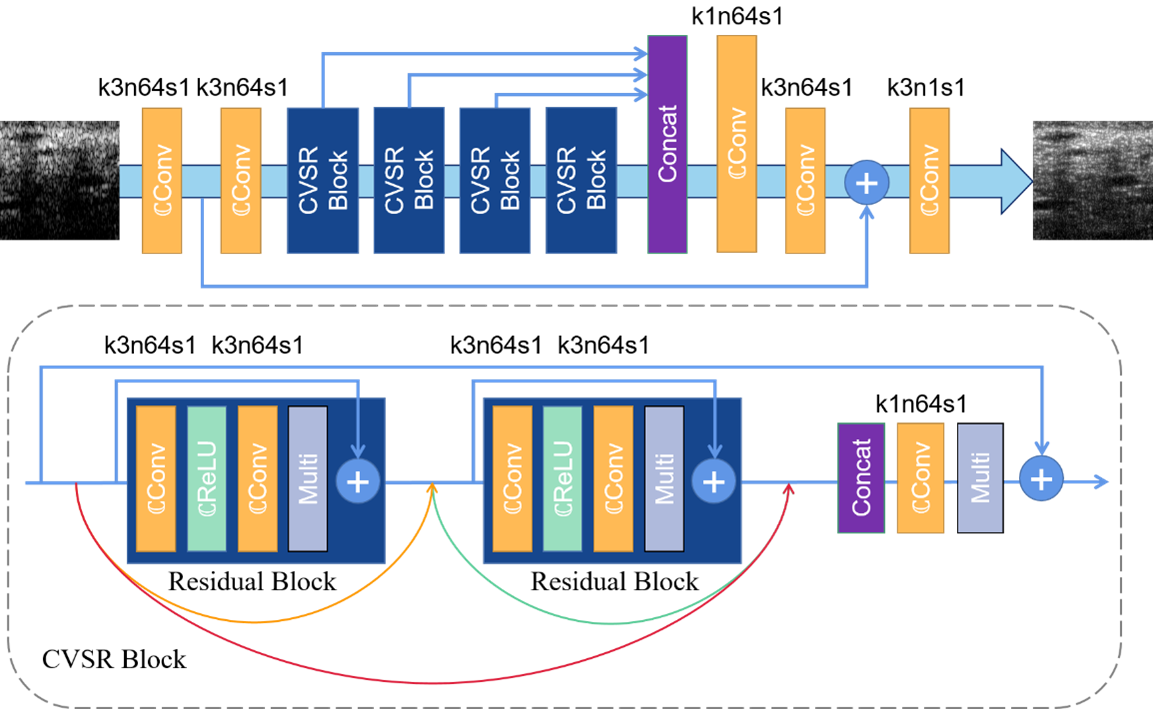 k1n64s1
k3n64s1 k3n64s1
k3n64s1 k3n1s1
ℂConv
ℂConv
CVSR
Block
CVSR
Block
CVSR
Block
CVSR
Block
Concat
ℂConv
ℂConv
+
ℂConv
k3n64s1 k3n64s1
k3n64s1 k3n64s1
k1n64s1
ℂConv
ℂReLU
ℂConv
Multi
+
ℂConv
ℂReLU
ℂConv
Multi
+
Concat
ℂConv
Multi
+
Residual Block
Residual Block
CVSR Block